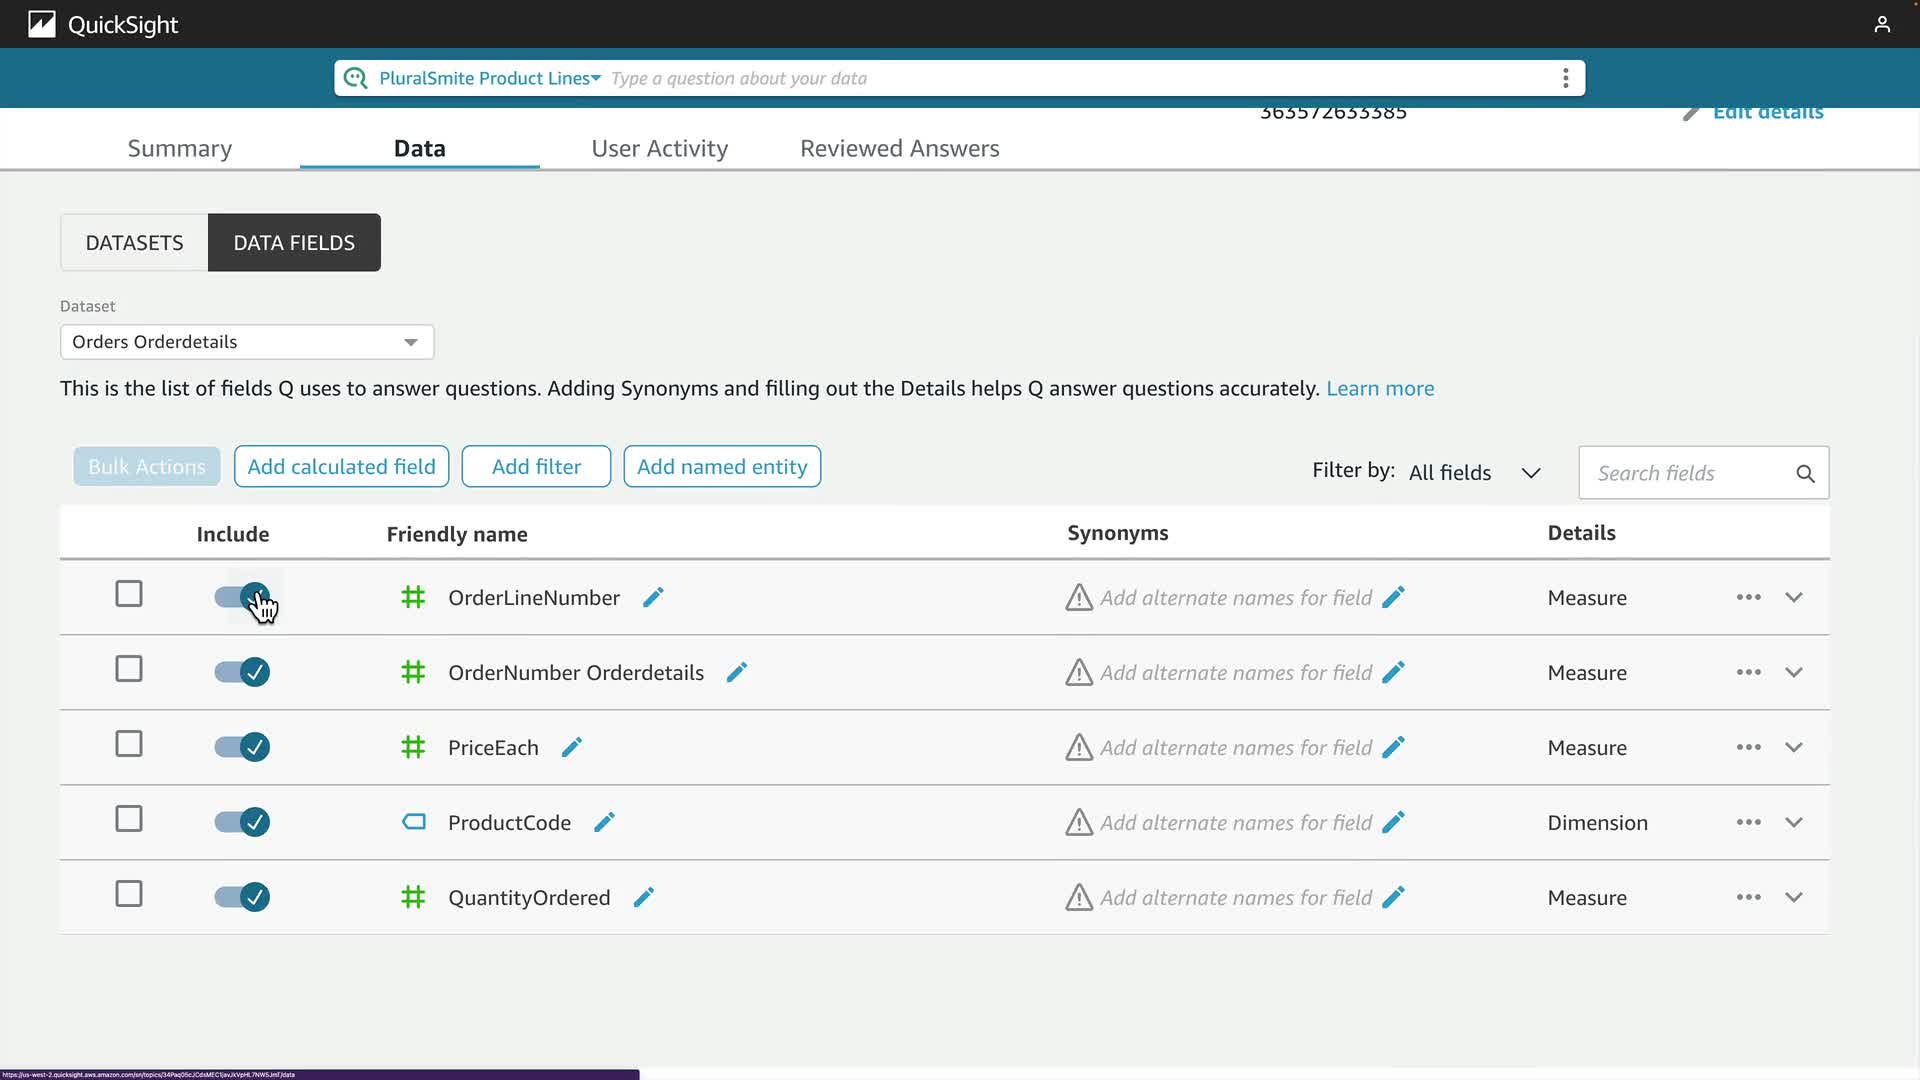 QuickSight
PluralSmite Product Lines Type a question about your data
363572633385 Edit details
Summary Data User Activity Reviewed Answers
DATASETS DATA FIELDS
Dataset
Orders Orderdetails
This is the list of fields Q uses to answer questions. Adding Synonyms and filling out the Details helps Q answer questions accurately. Learn more
Bulk Actions Add calculated field Add filter Add named entity Filter by: All fields Search fields
Include Friendly name Synonyms Details
OrderLineNumber Add alternate names for field Measure
OrderNumber Orderdetails Add alternate names for field Measure
PriceEach Add alternate names for field Measure
ProductCode Add alternate names for field Dimension
QuantityOrdered Add alternate names for field Measure